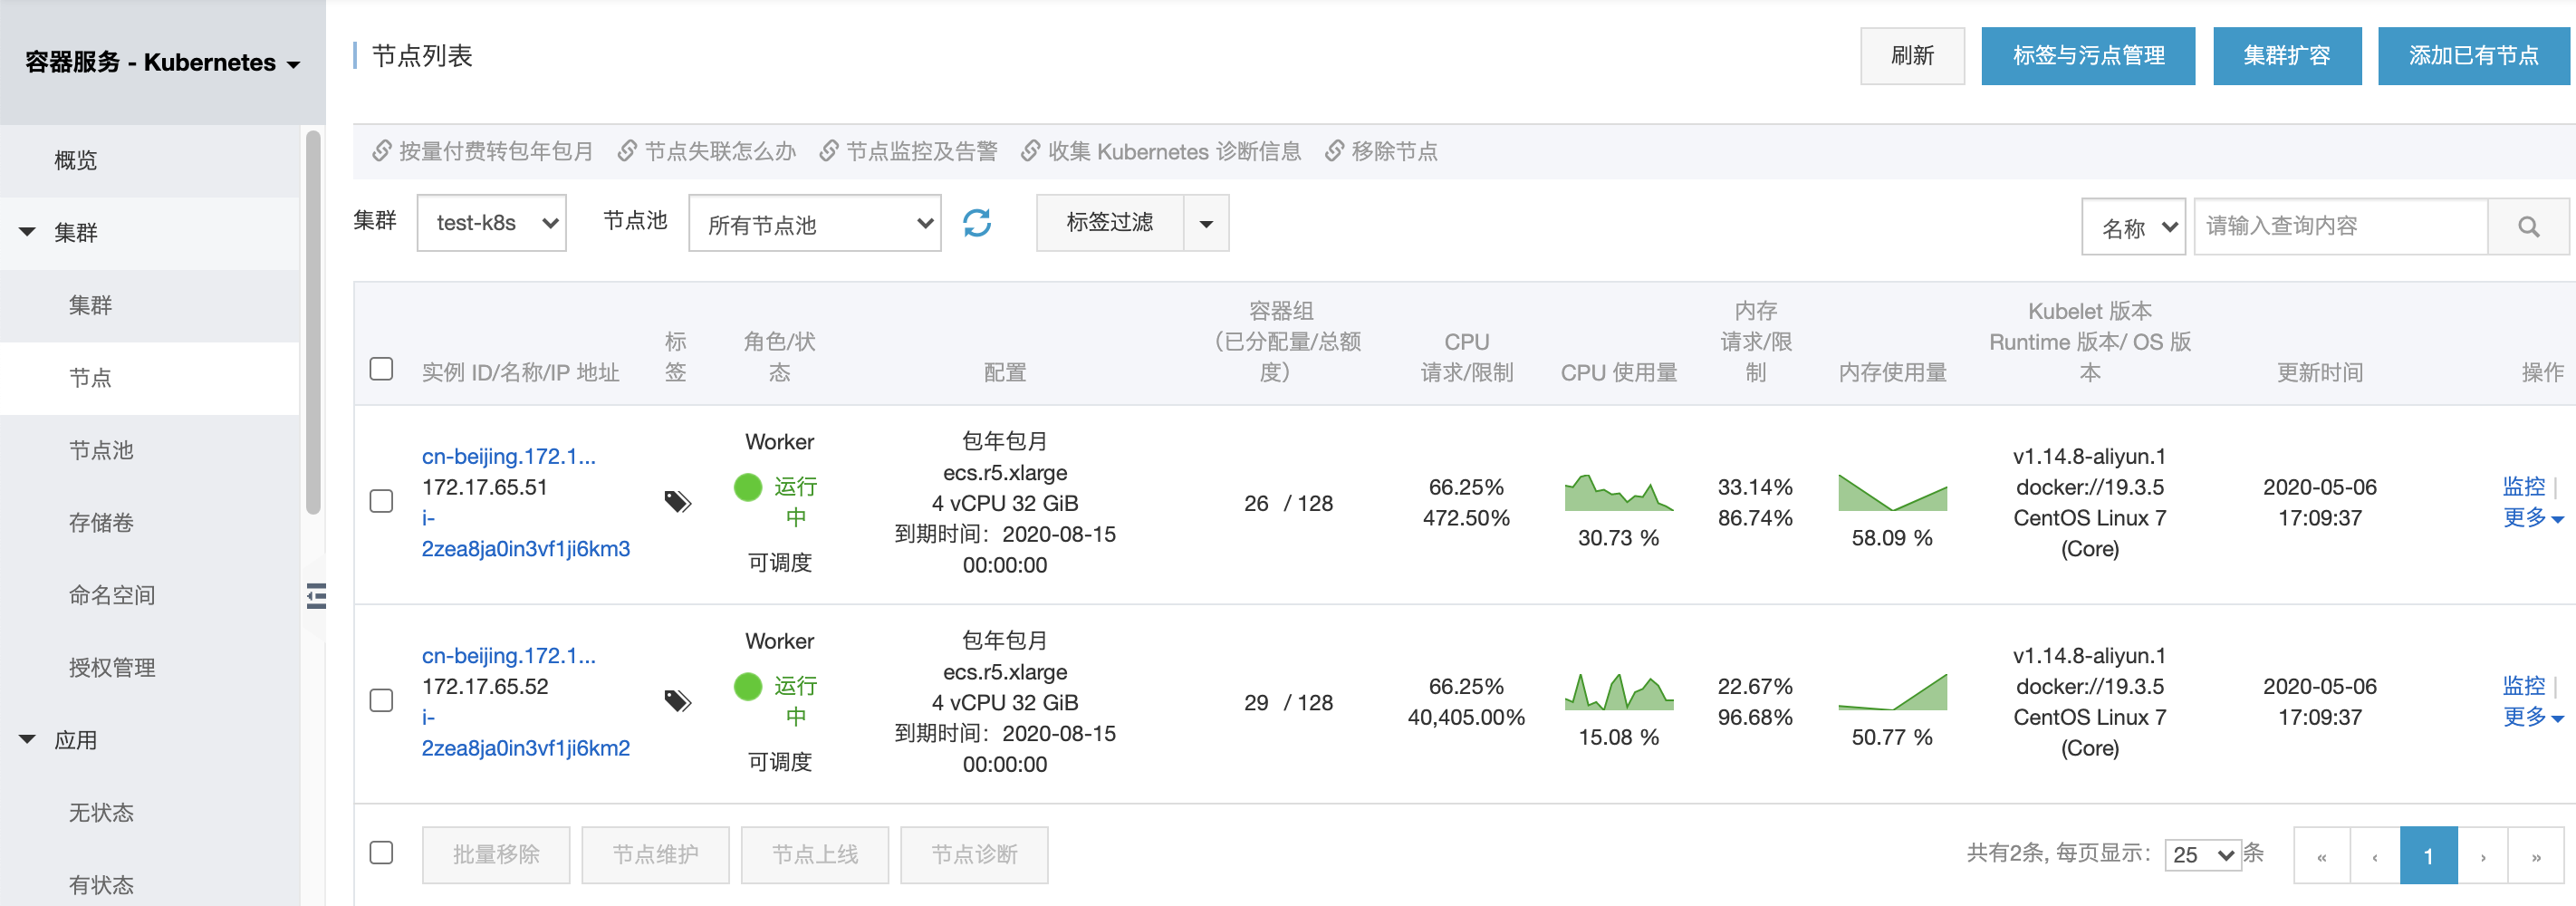 容器服务 - Kubernetes
概览
集群
集群
节点
节点池
存储卷
命名空间
授权管理
应用
无状态
有状态
节点列表
刷新
标签与污点管理
集群扩容
添加已有节点
按量付费转包年包月 节点失联怎么办 节点监控及告警 收集 Kubernetes 诊断信息 移除节点
集群 test-k8s 节点池 所有节点池 标签过滤 名称 请输入查询内容
实例 ID/名称/IP 地址
标
签
角色/状
态
配置
容器组
(已分配量/总额
度)
CPU
请求/限制
CPU 使用量
内存
请求/限
制
内存使用量
Kubelet 版本
Runtime 版本/ OS 版
本
更新时间
操作
cn-beijing.172.1...
172.17.65.51
i-
2zea8ja0in3vf1ji6km3
Worker
运行
中
可调度
包年包月
ecs.r5.xlarge
4 vCPU 32 GiB
到期时间：2020-08-15
00:00:00
26 / 128
66.25%
472.50%
30.73 %
33.14%
86.74%
58.09 %
v1.14.8-aliyun.1
docker://19.3.5
CentOS Linux 7
(Core)
2020-05-06
17:09:37
监控 |
更多
cn-beijing.172.1...
172.17.65.52
i-
2zea8ja0in3vf1ji6km2
Worker
运行
中
可调度
包年包月
ecs.r5.xlarge
4 vCPU 32 GiB
到期时间：2020-08-15
00:00:00
29 / 128
66.25%
40,405.00%
15.08 %
22.67%
96.68%
50.77 %
v1.14.8-aliyun.1
docker://19.3.5
CentOS Linux 7
(Core)
2020-05-06
17:09:37
监控 |
更多
批量移除 节点维护 节点上线 节点诊断
共有2条, 每页显示： 25 条 « ‹ 1 › »